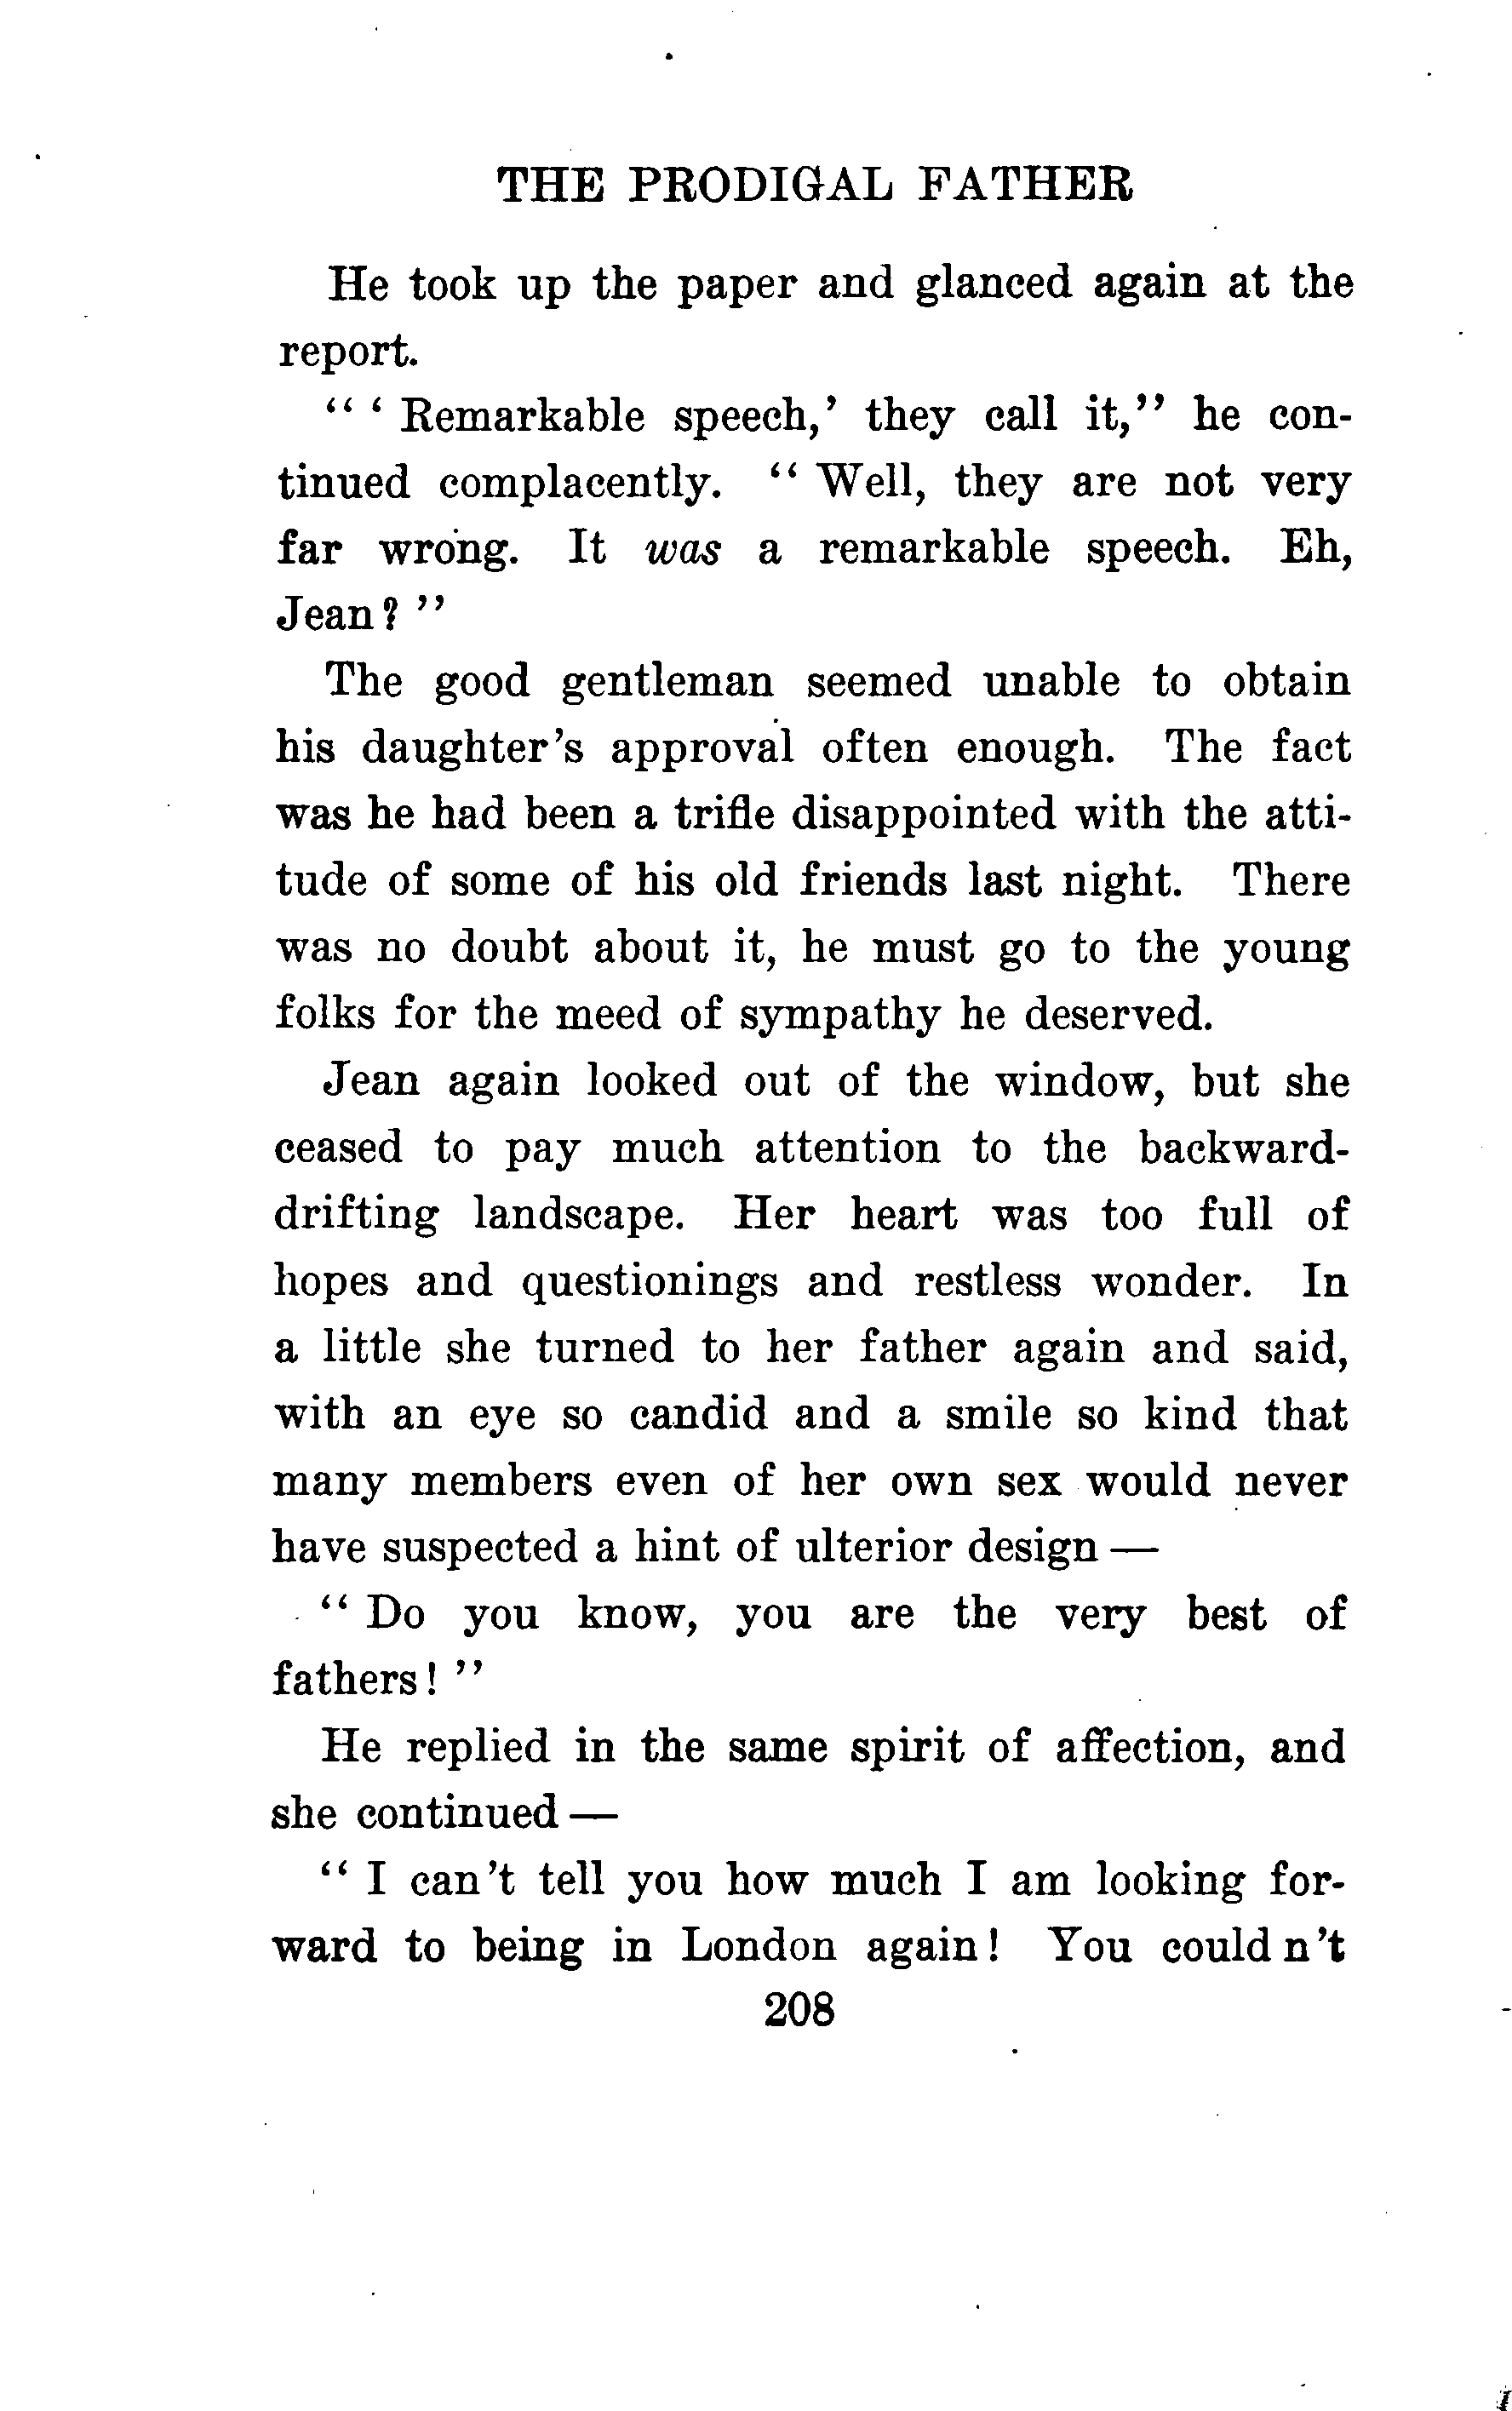 THE PRODIGAL FATHER
He took up the paper and glanced again at the
report.
" ' Remarkable speech,' they call it," he con-
tinued complacently. " Well, they are not very
far wrong. It was a remarkable speech. Eh,
Jean? "
The good gentleman seemed unable to obtain
his daughter's approval often enough. The fact
was he had been a trifle disappointed with the atti-
tude of some of his old friends last night. There
was no doubt about it, he must go to the young
folks for the meed of sympathy he deserved.
Jean again looked out of the window, but she
ceased to pay much attention to the backward-
drifting landscape. Her heart was too full of
hopes and questionings and restless wonder. In
a little she turned to her father again and said,
with an eye so candid and a smile so kind that
many members even of her own sex would never
have suspected a hint of ulterior design —
" Do you know, you are the very best of
fathers! "
He replied in the same spirit of affection, and
she continued —
" I can't tell you how much I am looking for-
ward to being in London again! You could n't
208